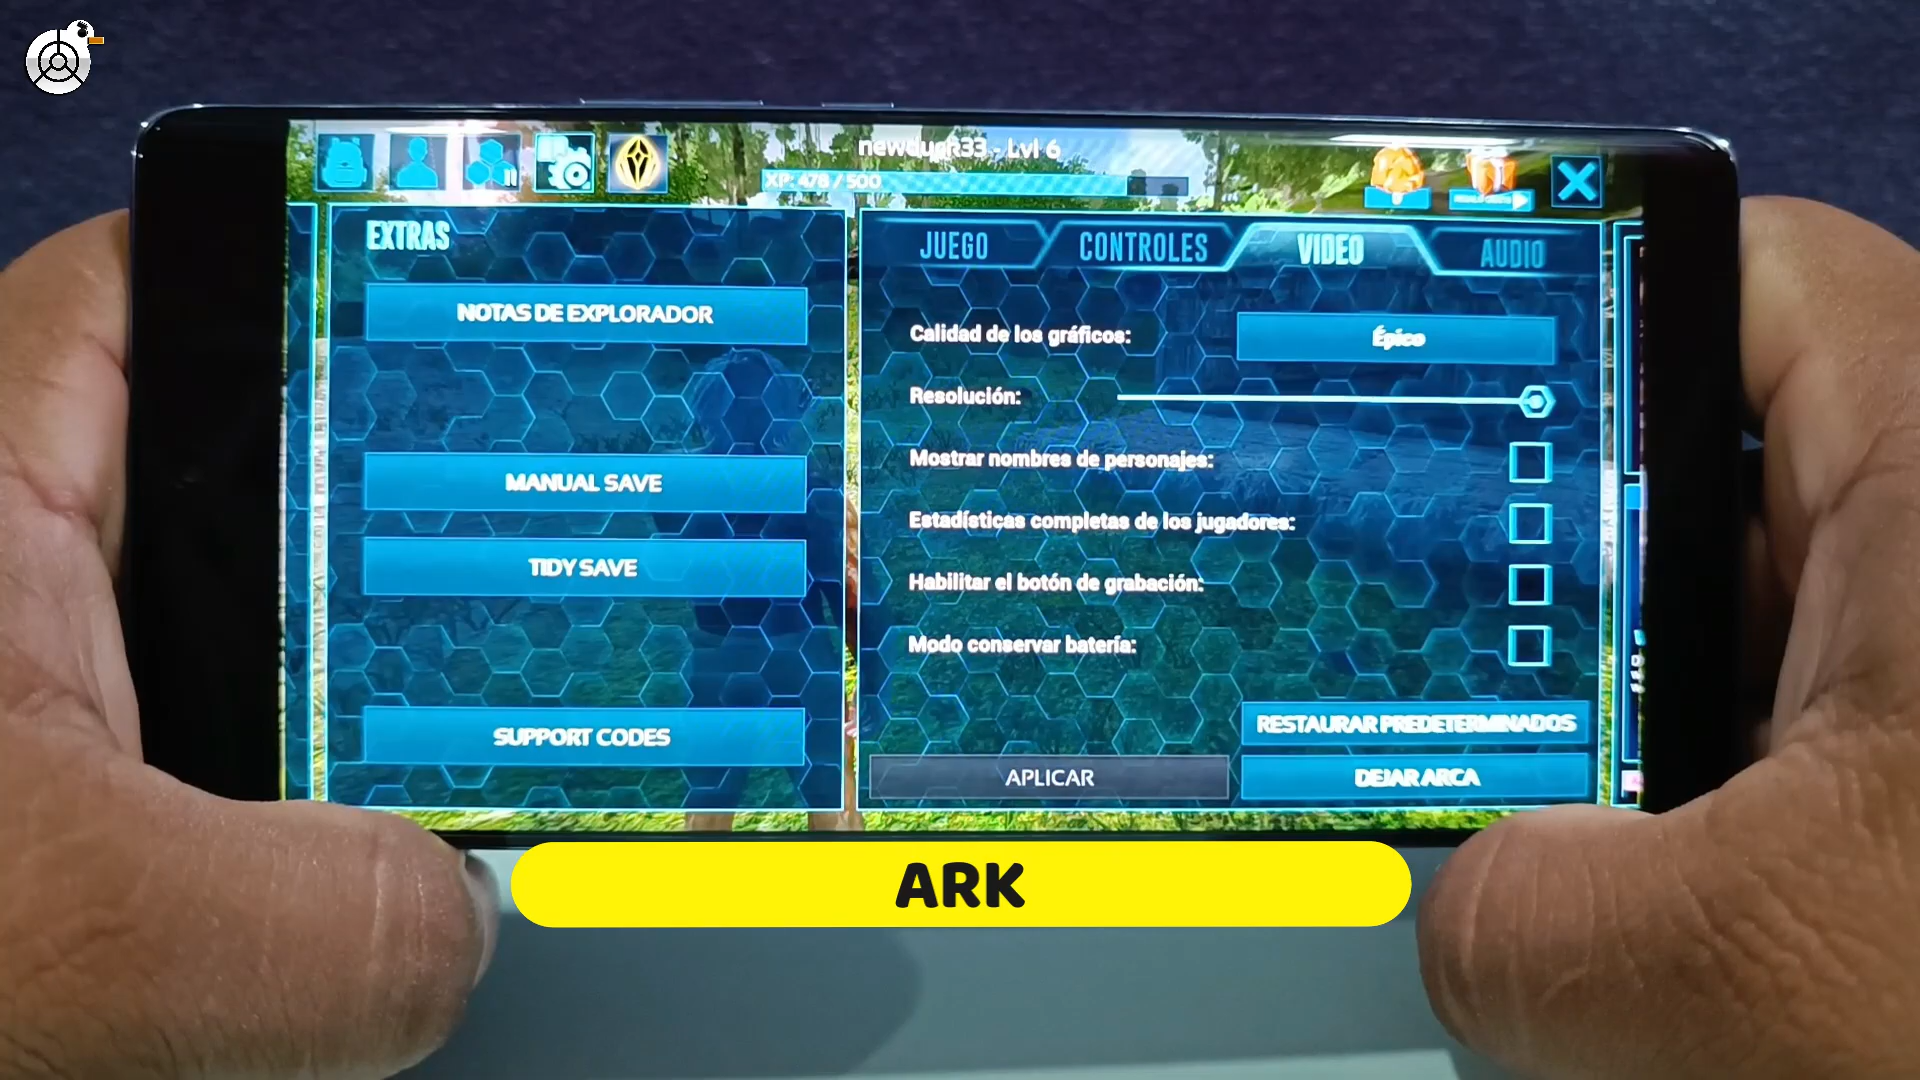 newduck33 - Lvl 6
XP: 478 / 500
EXTRAS
NOTAS DE EXPLORADOR
MANUAL SAVE
TIDY SAVE
SUPPORT CODES
JUEGO
CONTROLES
VIDEO
AUDIO
Calidad de los gráficos:
Épico
Resolución:
Mostrar nombres de personajes:
Estadísticas completas de los jugadores:
Habilitar el botón de grabación:
Modo conservar batería:
RESTAURAR PREDETERMINADOS
APLICAR
DEJAR ARCA
ARK